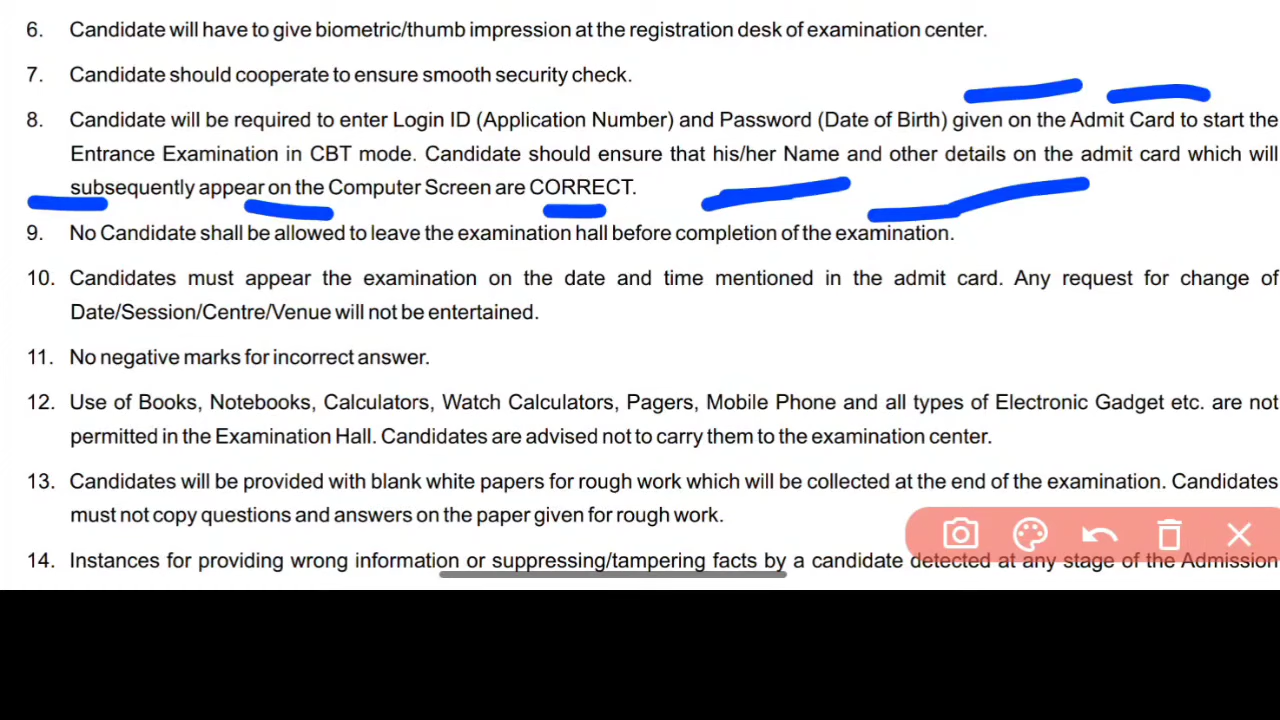 6. Candidate will have to give biometric/thumb impression at the registration desk of examination center.
7. Candidate should cooperate to ensure smooth security check.
8. Candidate will be required to enter Login ID (Application Number) and Password (Date of Birth) given on the Admit Card to start the
Entrance Examination in CBT mode. Candidate should ensure that his/her Name and other details on the admit card which will
subsequently appear on the Computer Screen are CORRECT.
9. No Candidate shall be allowed to leave the examination hall before completion of the examination.
10. Candidates must appear the examination on the date and time mentioned in the admit card. Any request for change of
Date/Session/Centre/Venue will not be entertained.
11. No negative marks for incorrect answer.
12. Use of Books, Notebooks, Calculators, Watch Calculators, Pagers, Mobile Phone and all types of Electronic Gadget etc. are not
permitted in the Examination Hall. Candidates are advised not to carry them to the examination center.
13. Candidates will be provided with blank white papers for rough work which will be collected at the end of the examination. Candidates
must not copy questions and answers on the paper given for rough work.
14. Instances for providing wrong information or suppressing/tampering facts by a candidate detected at any stage of the Admission